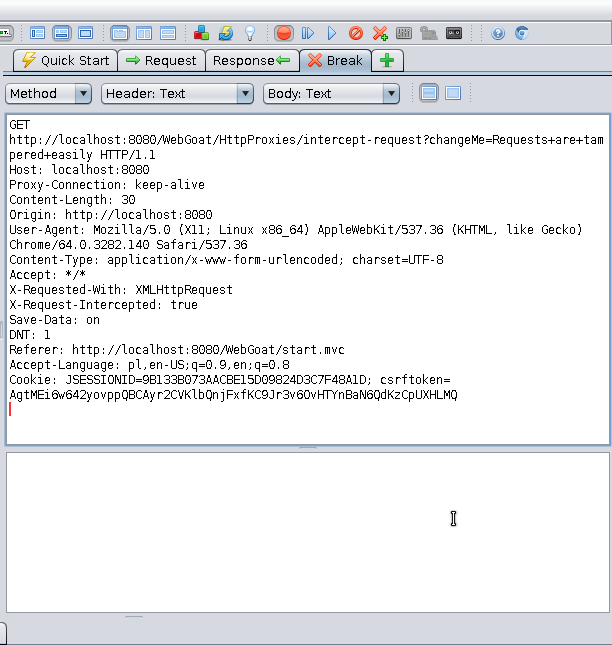 Quick Start Request Response Break
Method Header: Text Body: Text
GET
http://localhost:8080/WebGoat/HttpProxies/intercept-request?changeMe=Requests+are+tam
pered+easily HTTP/1.1
Host: localhost:8080
Proxy-Connection: keep-alive
Content-Length: 30
Origin: http://localhost:8080
User-Agent: Mozilla/5.0 (X11; Linux x86_64) AppleWebKit/537.36 (KHTML, like Gecko)
Chrome/64.0.3282.140 Safari/537.36
Content-Type: application/x-www-form-urlencoded; charset=UTF-8
Accept: */*
X-Requested-With: XMLHttpRequest
X-Request-Intercepted: true
Save-Data: on
DNT: 1
Referer: http://localhost:8080/WebGoat/start.mvc
Accept-Language: pl,en-US;q=0.9,en;q=0.8
Cookie: JSESSIONID=9B133B073AACBE15D09824D3C7F48A1D; csrftoken=
AgtMEi6w642yovppQBCAyr2CVKlbQnjFxfKC9Jr3v6OvHTYnBaN6QdKzCpUXHLMQ